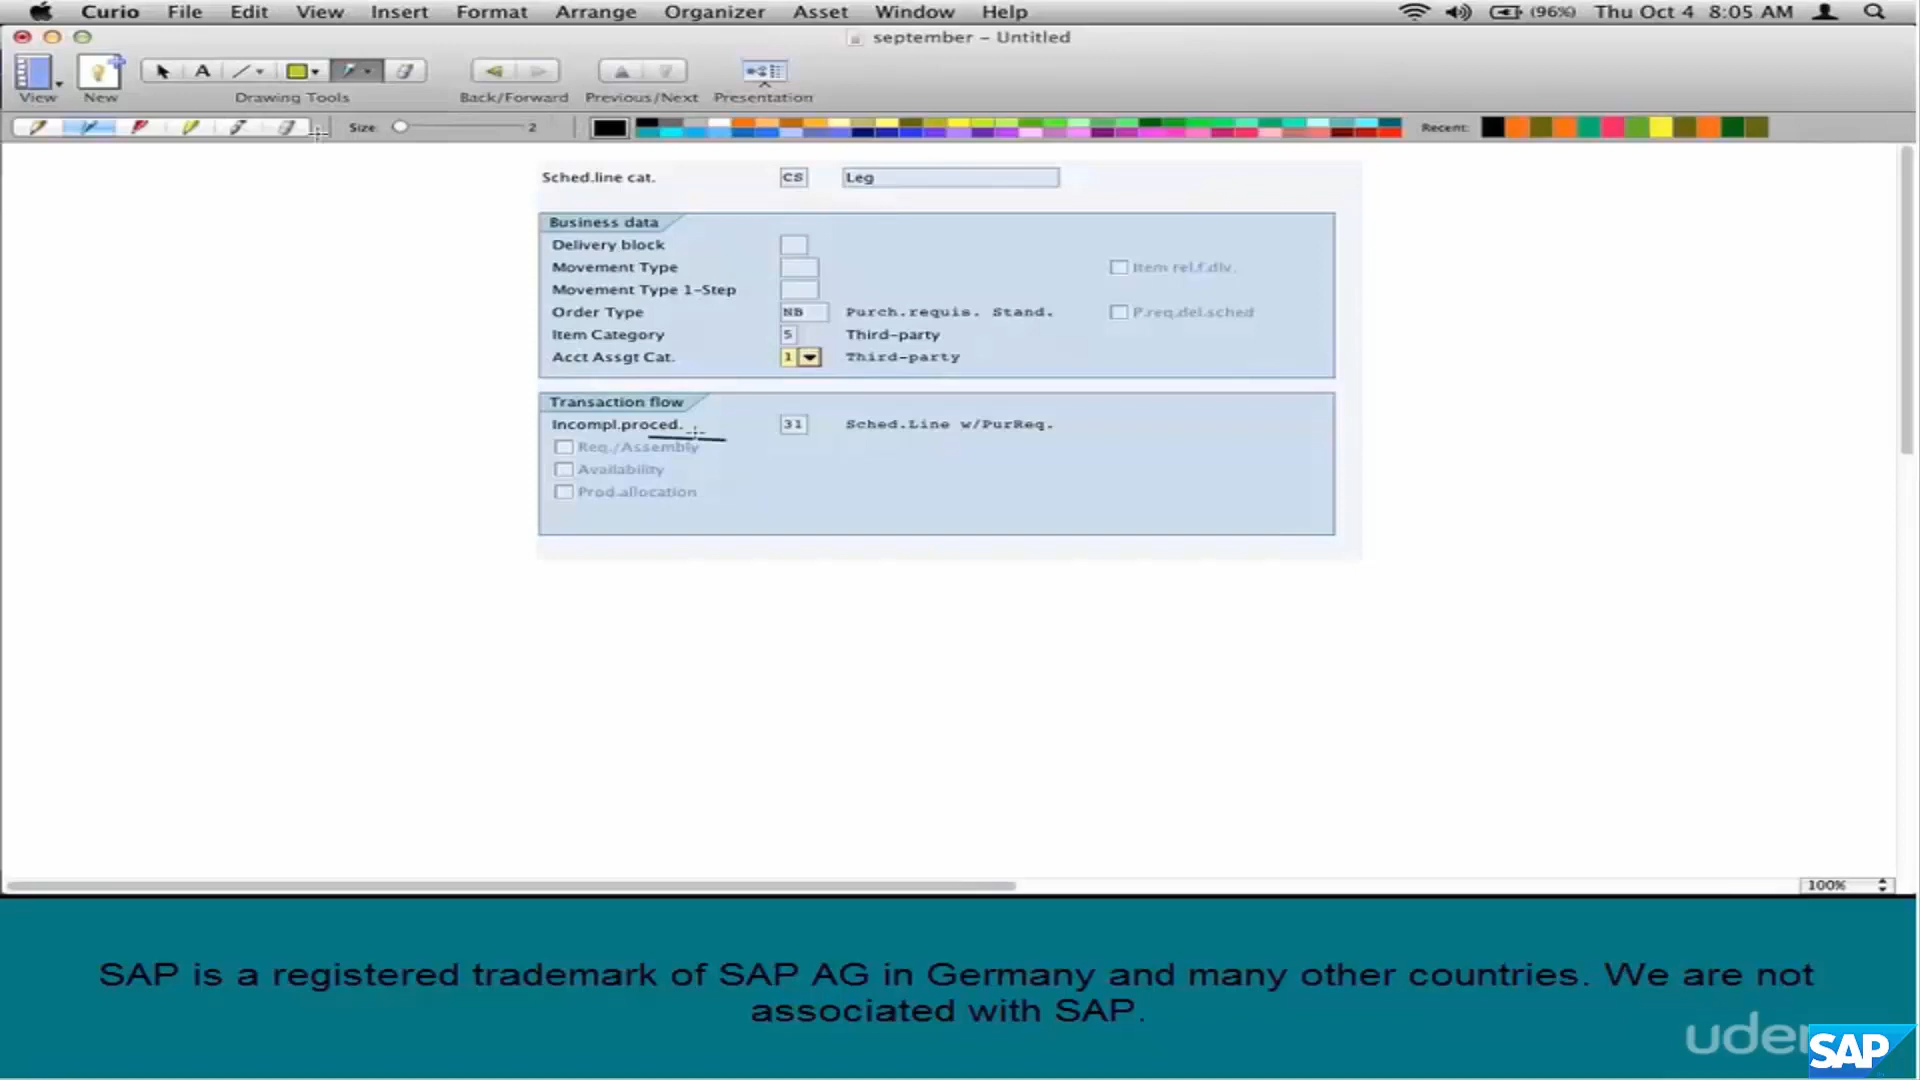 Curio File Edit View Insert Format Arrange Organizer Asset Window Help (96%) Thu Oct 4 8:05 AM
september - Untitled
A
View New Drawing Tools Back/Forward Previous/Next Presentation
Size: 2 Recent:
Sched.line cat. CS Leg
Business data
Delivery block
Movement Type Item rel.f.dlv.
Movement Type 1-Step
Order Type NB Purch.requis. Stand. P.req.del.sched
Item Category 5 Third-party
Acct Assgt Cat. 1 Third-party
Transaction flow
Incompl.proced. 31 Sched.Line w/PurReq.
Req./Assembly
Availability
Prod.allocation
100%
SAP is a registered trademark of SAP AG in Germany and many other countries. We are not
associated with SAP.
SAP